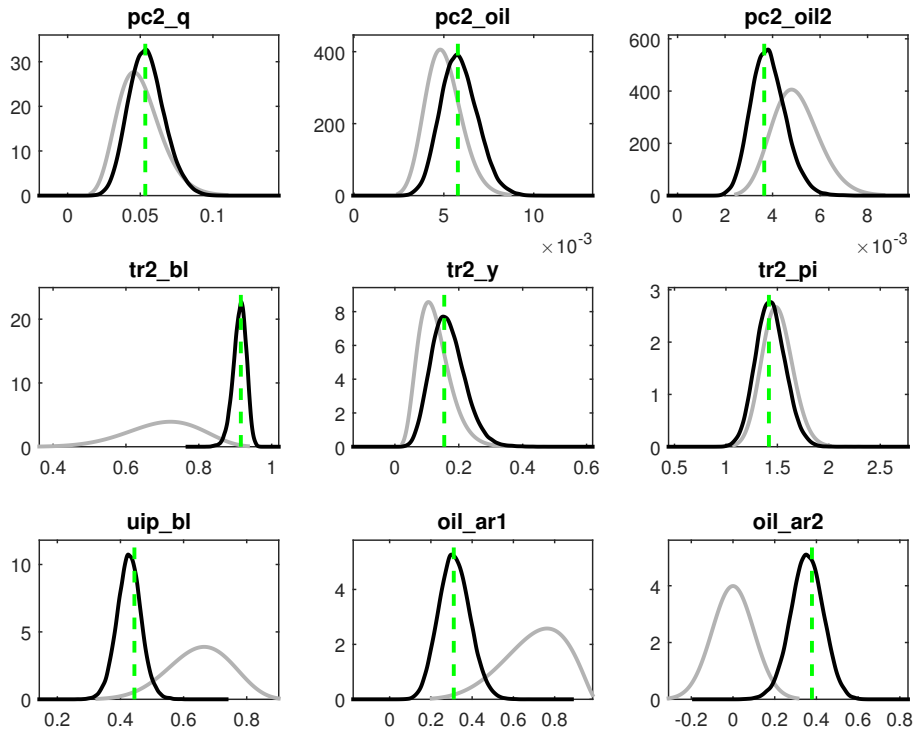 pc2_q pc2_oil pc2_oil2
30
20
10
0
0 0.05 0.1
400
200
0
0 5 10
×10-3
600
400
200
0
0 2 4 6 8
×10-3
tr2_bl tr2_y tr2_pi
20
10
0
0.4 0.6 0.8 1
8
6
4
2
0
0 0.2 0.4 0.6
3
2
1
0
0.5 1 1.5 2 2.5
uip_bl oil_ar1 oil_ar2
10
5
0
0.2 0.4 0.6 0.8
4
2
0
0 0.2 0.4 0.6 0.8
4
2
0
-0.2 0 0.2 0.4 0.6 0.8